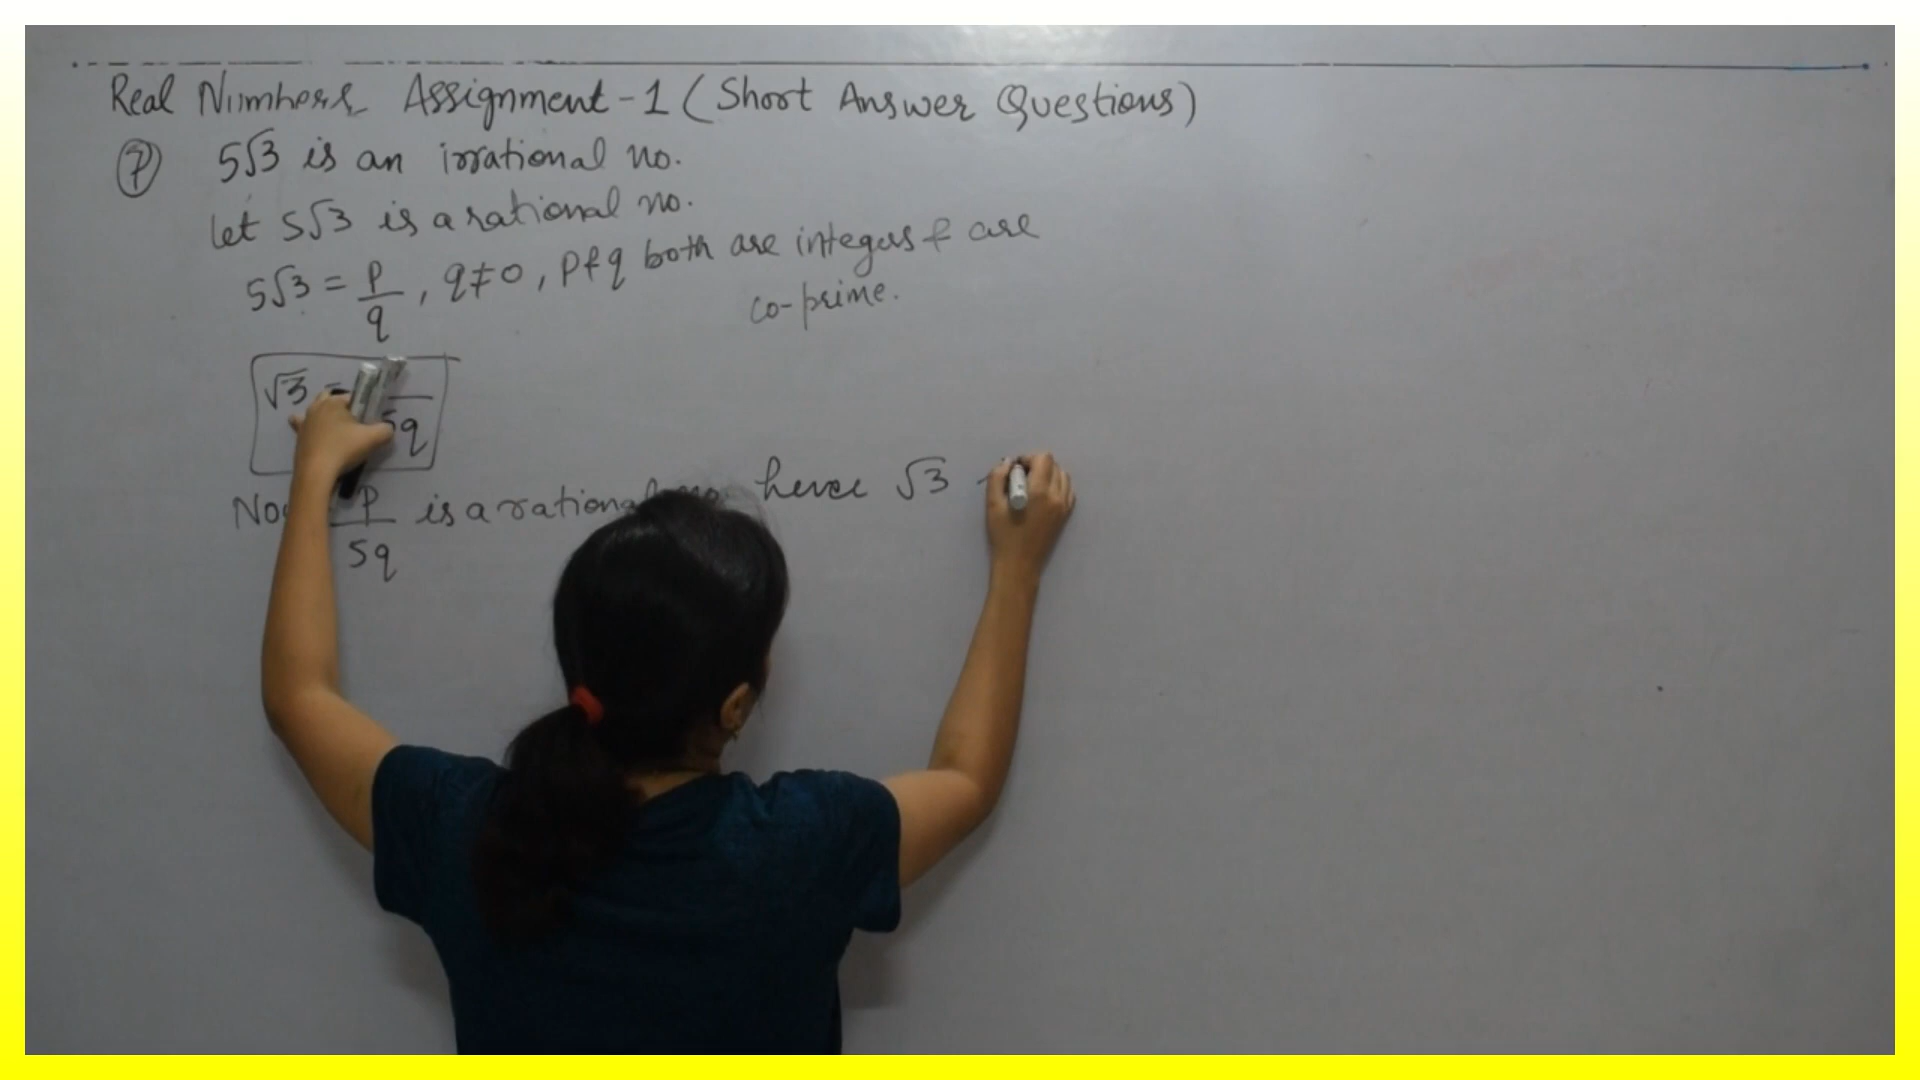 Real Numbers Assignment-1 (Short Answer Questions)
7 5√3 is an irrational no.
let 5√3 is a rational no.
5√3 = p/q, q≠0, p & q both are integers & are
co-prime.
√3 = /5q
p/5q is a rational hence √3